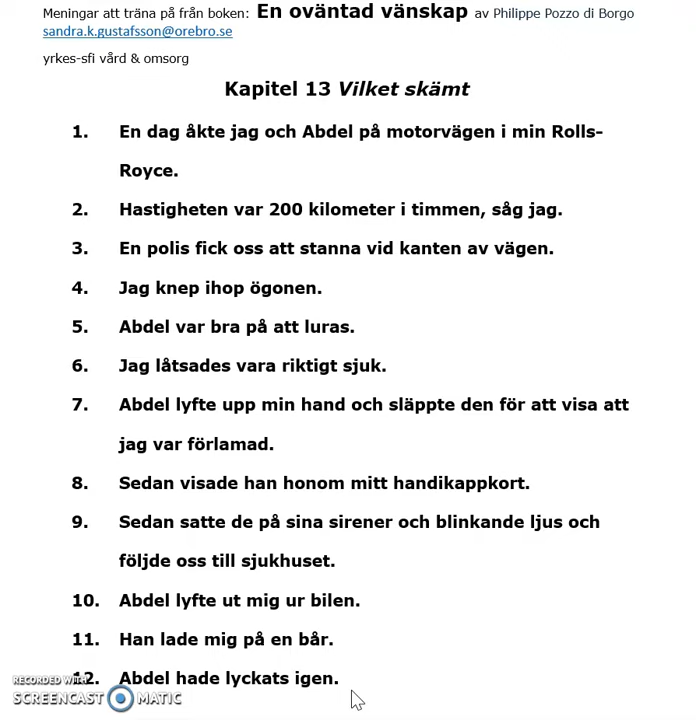 Meningar att träna på från boken: En oväntad vänskap av Philippe Pozzo di Borgo
sandra.k.gustafsson@orebro.se
yrkes-sfi vård & omsorg
Kapitel 13 Vilket skämt
1. En dag åkte jag och Abdel på motorvägen i min Rolls-
Royce.
2. Hastigheten var 200 kilometer i timmen, såg jag.
3. En polis fick oss att stanna vid kanten av vägen.
4. Jag knep ihop ögonen.
5. Abdel var bra på att luras.
6. Jag låtsades vara riktigt sjuk.
7. Abdel lyfte upp min hand och släppte den för att visa att
jag var förlamad.
8. Sedan visade han honom mitt handikappkort.
9. Sedan satte de på sina sirener och blinkande ljus och
följde oss till sjukhuset.
10. Abdel lyfte ut mig ur bilen.
11. Han lade mig på en bår.
12. Abdel hade lyckats igen.
RECORDED WITH
SCREENCAST MATIC